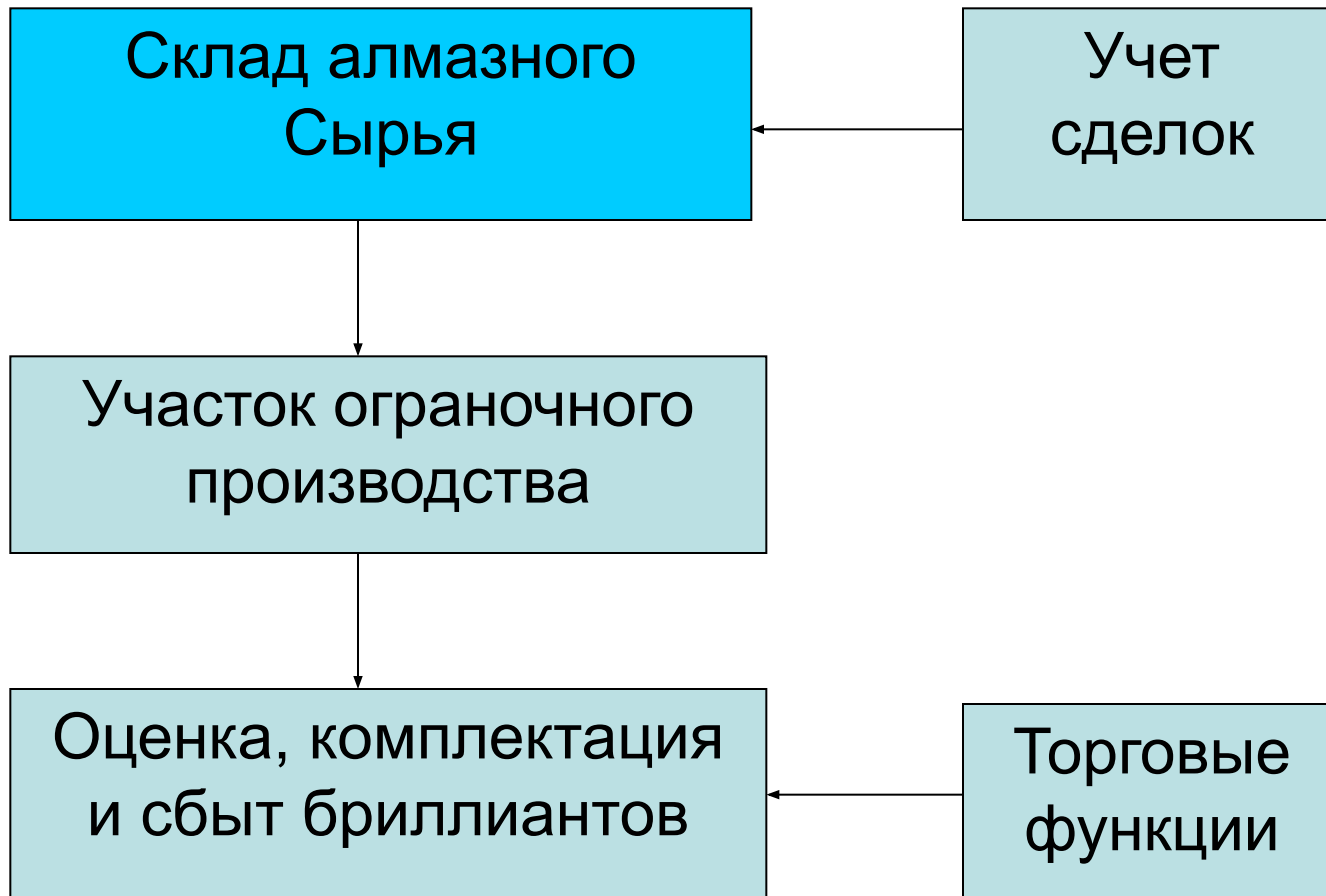 Склад алмазного
Сырья
Учет
сделок
Участок ограночного
производства
Оценка, комплектация
и сбыт бриллиантов
Торговые
функции